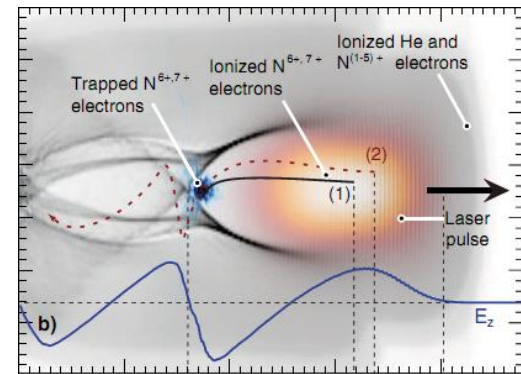 Trapped N6+,7+
electrons
Ionized N6+, 7+
electrons
Ionized He and
N(1-5)+ electrons
(2)
(1)
Laser
pulse
b)
Ez